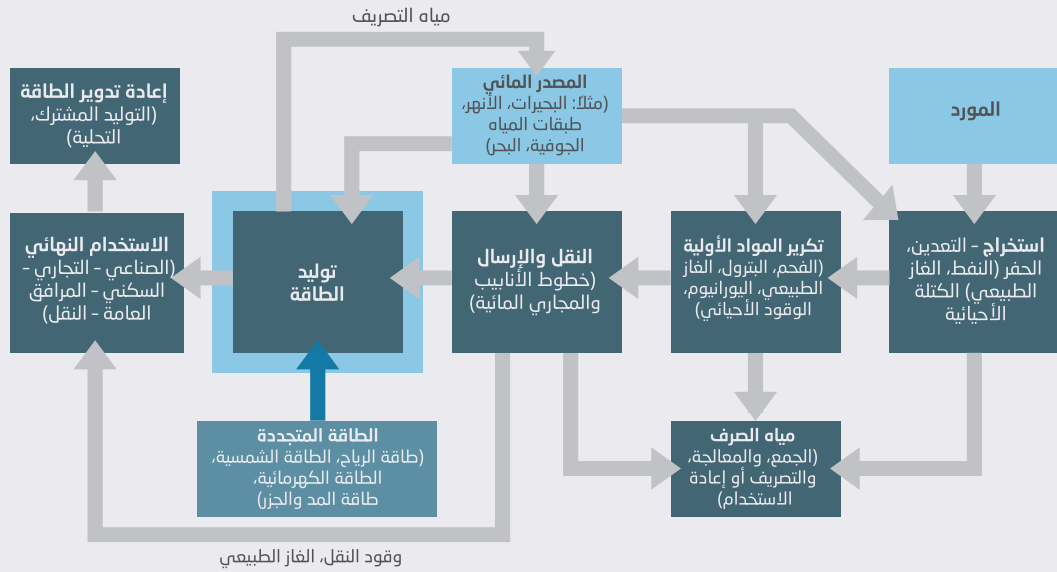 مياه التصريف
المورد
المصدر المائي
(مثلاً: البحيرات، الأنهر،
طبقات المياه
الجوفية، البحر)
إعادة تدوير الطاقة
(التوليد المشترك،
التحلية)
استخراج – التعدين،
الحفر (النفط، الغاز
الطبيعي) الكتلة
الأحيائية
تكرير المواد الأولية
(الفحم، البترول، الغاز
الطبيعي، اليورانيوم،
الوقود الأحيائي)
النقل والإرسال
(خطوط الأنابيب
والمجاري المائية)
توليد
الطاقة
الاستخدام النهائي
(الصناعي – التجاري –
السكني – المرافق
العامة – النقل)
مياه الصرف
(الجمع، والمعالجة،
والتصريف أو إعادة
الاستخدام)
الطاقة المتجددة
(طاقة الرياح، الطاقة الشمسية،
الطاقة الكهرمائية،
طاقة المد والجزر)
وقود النقل، الغاز الطبيعي